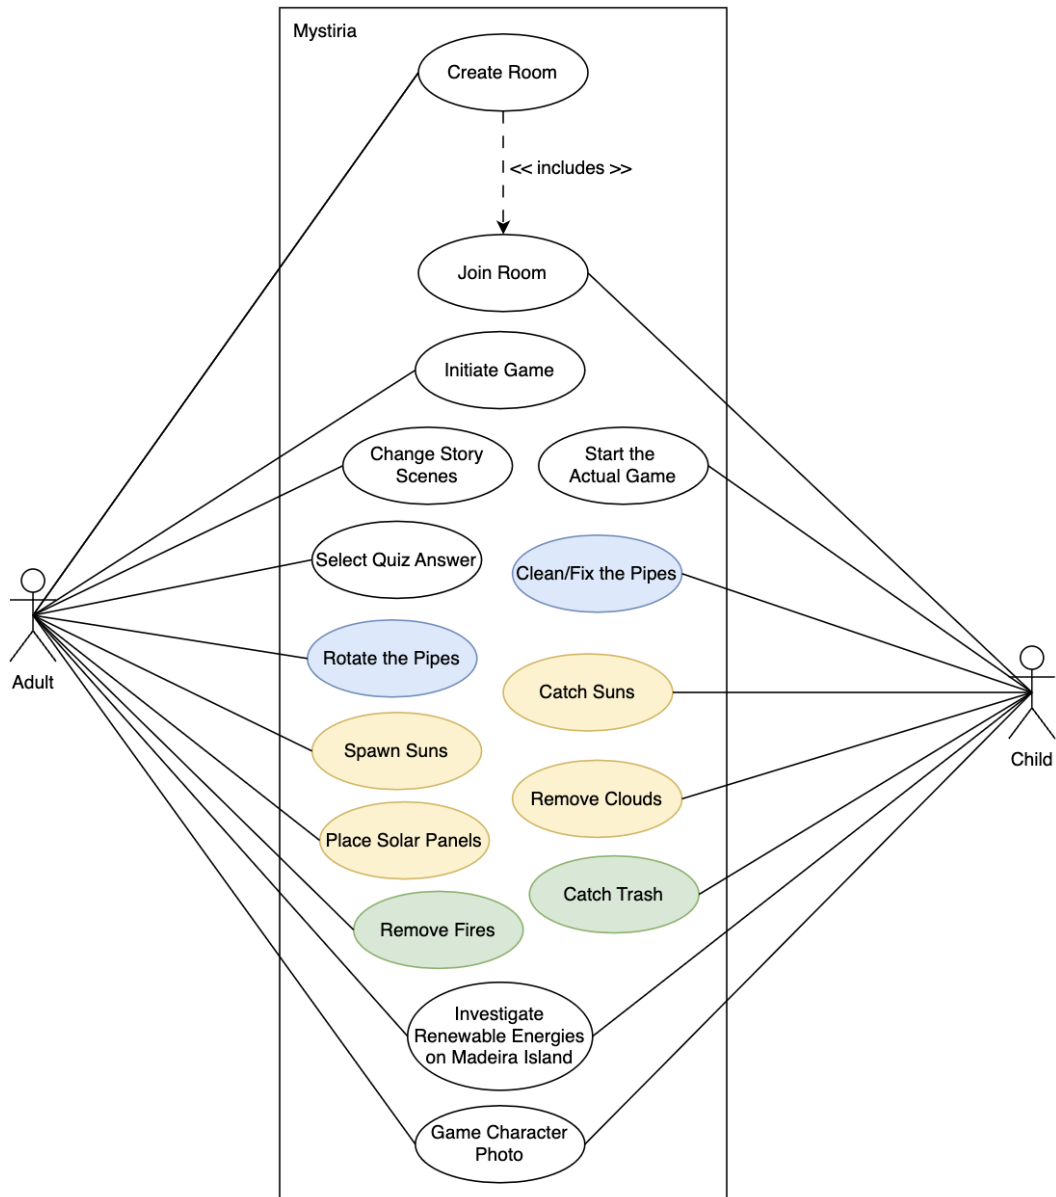 Mystiria
Create Room
<< includes >>
Join Room
Initiate Game
Change Story
Scenes
Start the
Actual Game
Select Quiz Answer
Clean/Fix the Pipes
Rotate the Pipes
Adult
Catch Suns
Spawn Suns
Child
Remove Clouds
Place Solar Panels
Catch Trash
Remove Fires
Investigate
Renewable Energies
on Madeira Island
Game Character
Photo